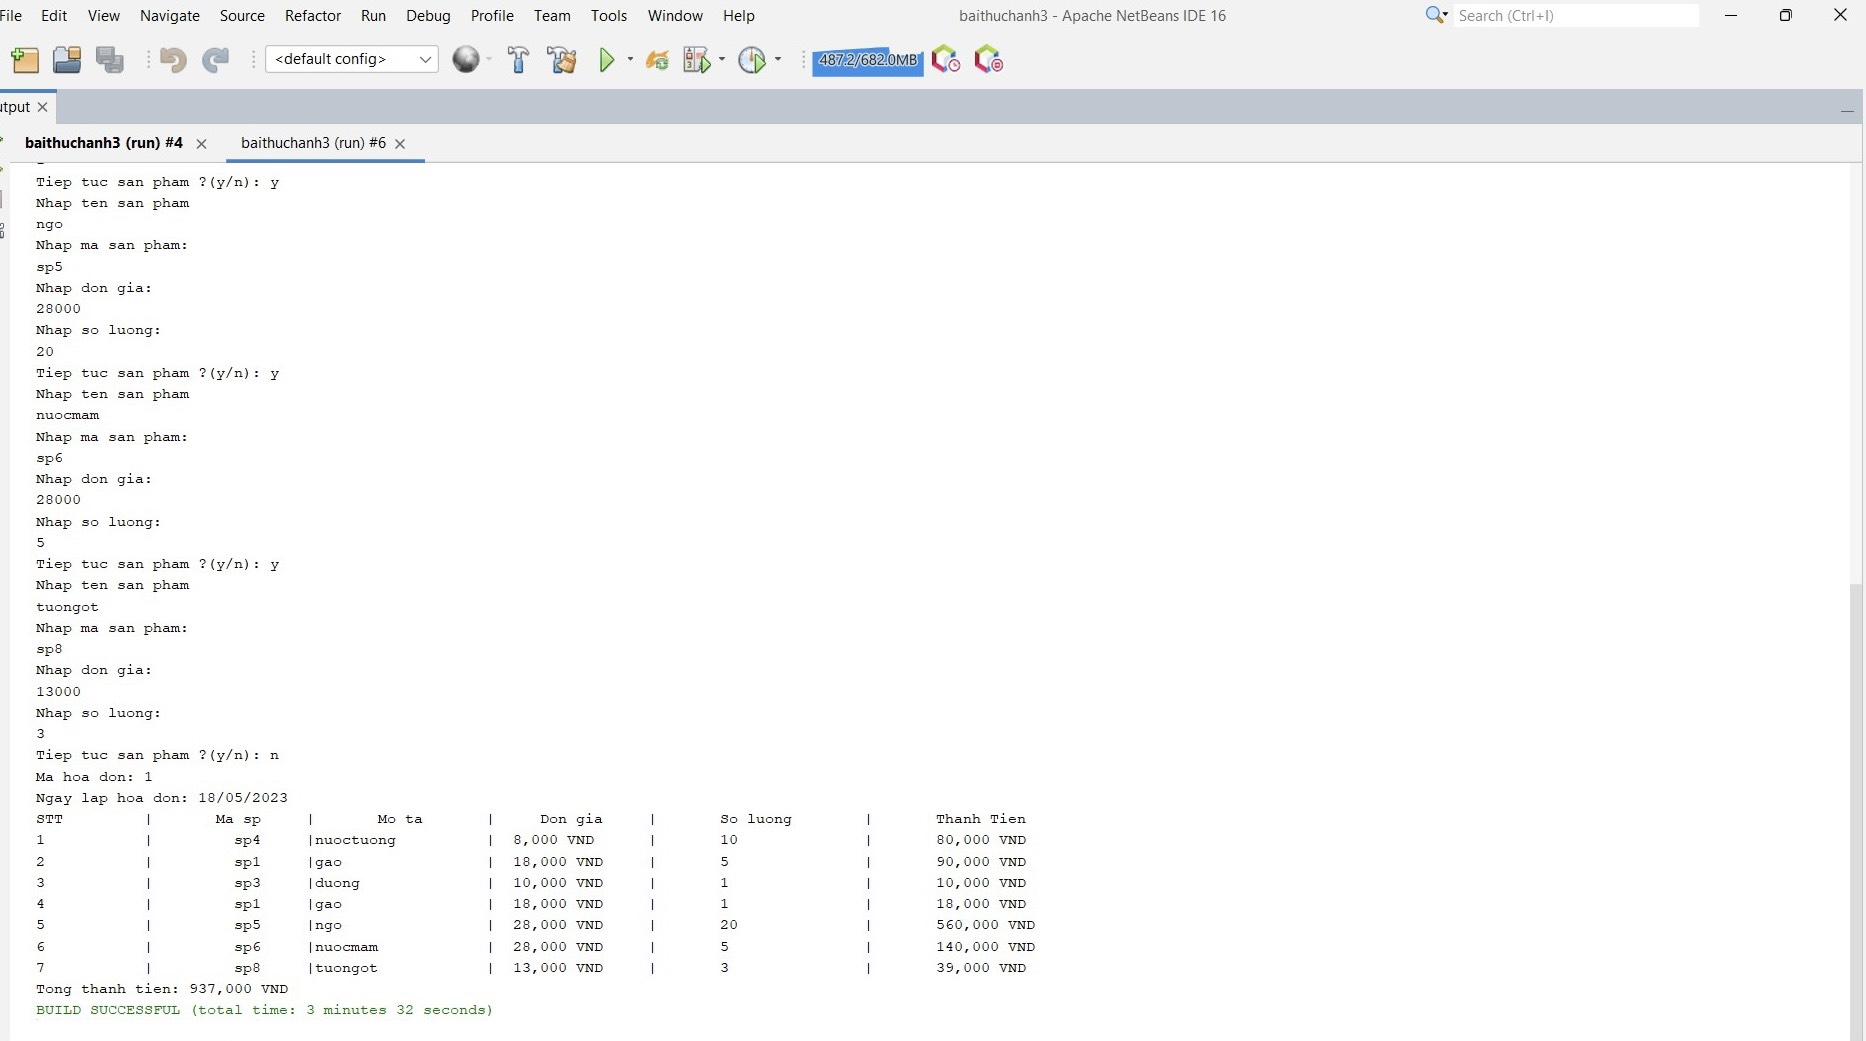 File Edit View Navigate Source Refactor Run Debug Profile Team Tools Window Help baithuchanh3 - Apache NetBeans IDE 16 Search (Ctrl+I)
<default config> 487.2/682.0MB
utput
baithuchanh3 (run) #4 baithuchanh3 (run) #6
Tiep tuc san pham ?(y/n): y
Nhap ten san pham
ngo
Nhap ma san pham:
sp5
Nhap don gia:
28000
Nhap so luong:
20
Tiep tuc san pham ?(y/n): y
Nhap ten san pham
nuocmam
Nhap ma san pham:
sp6
Nhap don gia:
28000
Nhap so luong:
5
Tiep tuc san pham ?(y/n): y
Nhap ten san pham
tuongot
Nhap ma san pham:
sp8
Nhap don gia:
13000
Nhap so luong:
3
Tiep tuc san pham ?(y/n): n
Ma hoa don: 1
Ngay lap hoa don: 18/05/2023
STT | Ma sp | Mo ta | Don gia | So luong | Thanh Tien
1 | sp4 |nuoctuong | 8,000 VND | 10 | 80,000 VND
2 | sp1 |gao | 18,000 VND | 5 | 90,000 VND
3 | sp3 |duong | 10,000 VND | 1 | 10,000 VND
4 | sp1 |gao | 18,000 VND | 1 | 18,000 VND
5 | sp5 |ngo | 28,000 VND | 20 | 560,000 VND
6 | sp6 |nuocmam | 28,000 VND | 5 | 140,000 VND
7 | sp8 |tuongot | 13,000 VND | 3 | 39,000 VND
Tong thanh tien: 937,000 VND
BUILD SUCCESSFUL (total time: 3 minutes 32 seconds)